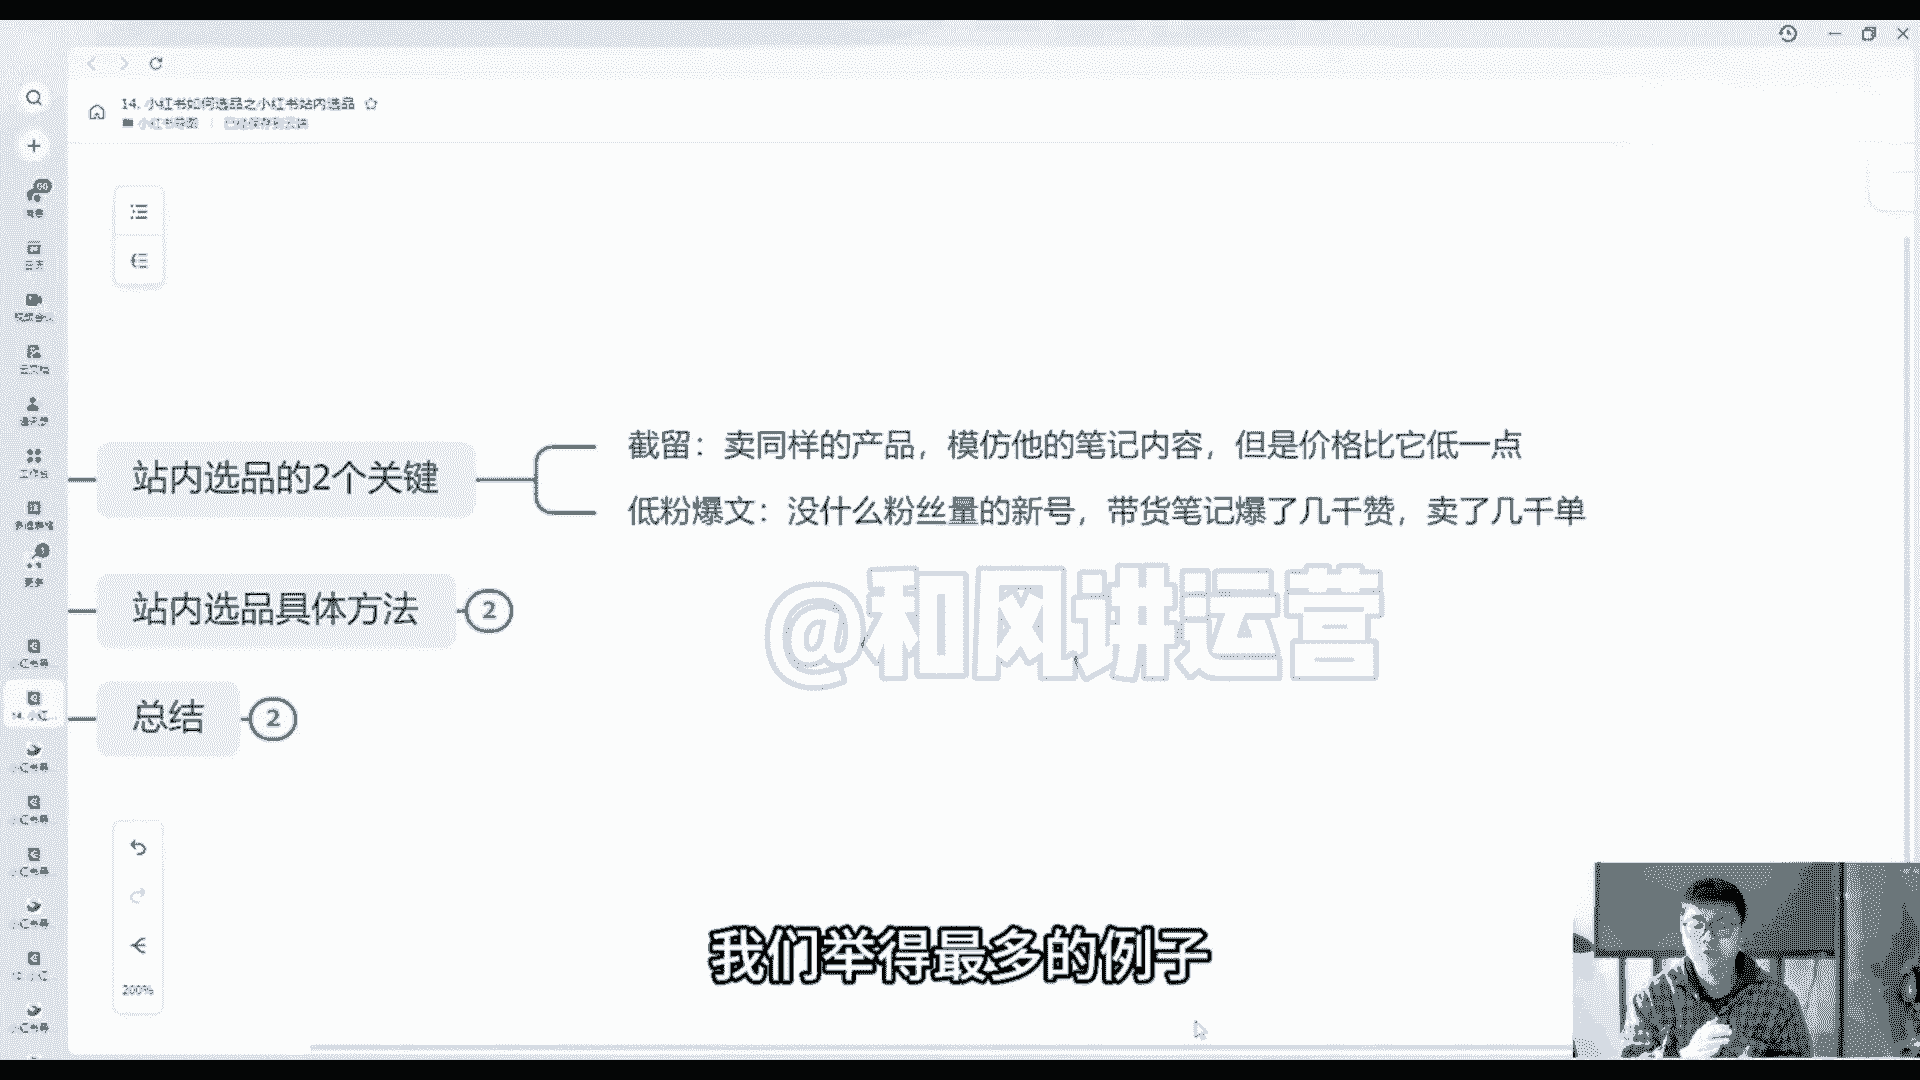 14. 小红书如何选品之小红书站内选品
站内选品的2个关键
截留：卖同样的产品，模仿他的笔记内容，但是价格比它低一点
低粉爆文：没什么粉丝量的新号，带货笔记爆了几千赞，卖了几千单
站内选品具体方法
2
总结
2
@和风讲运营
更多
200%
我们举得最多的例子